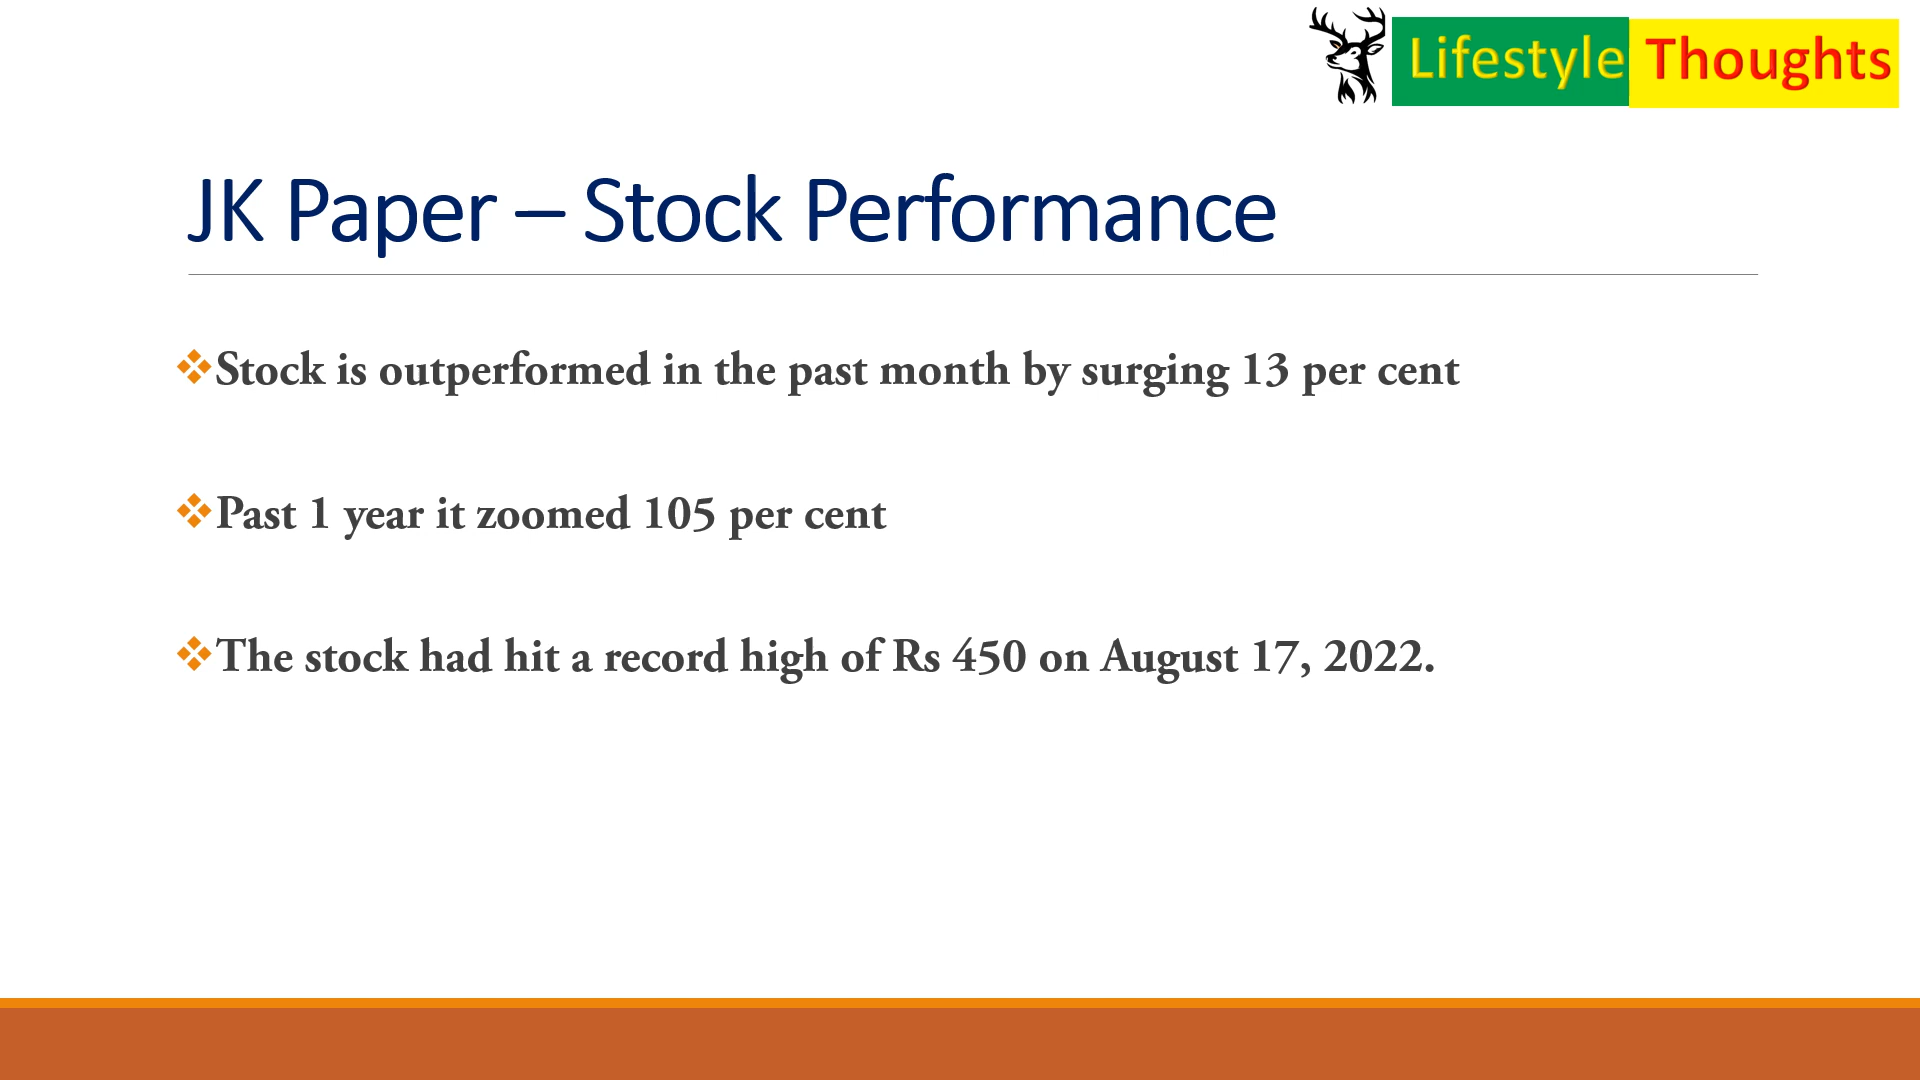 Lifestyle Thoughts
JK Paper – Stock Performance
Stock is outperformed in the past month by surging 13 per cent
Past 1 year it zoomed 105 per cent
The stock had hit a record high of Rs 450 on August 17, 2022.